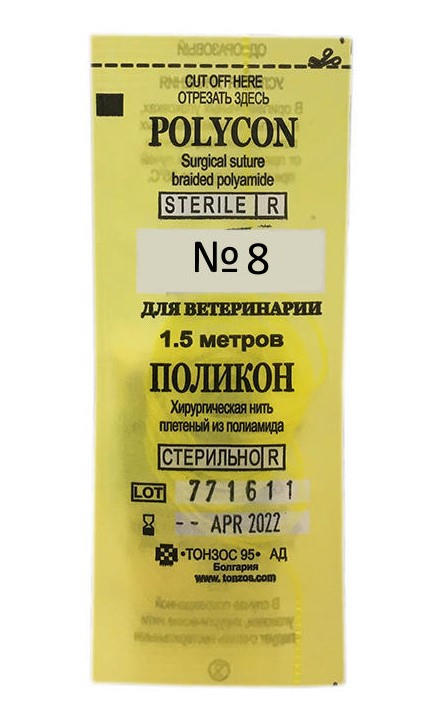 CUT OFF HERE
ОТРЕЗАТЬ ЗДЕСЬ
POLYCON
Surgical suture
braided polyamide
STERILE R
№ 8
ДЛЯ ВЕТЕРИНАРИИ
1.5 метров
ПОЛИКОН
Хирургическая нить
плетеный из полиамида
СТЕРИЛЬНО R
LOT 771611
-- APR 2022
•ТОНЗОС 95• АД
Болгария
www. tonzos.com